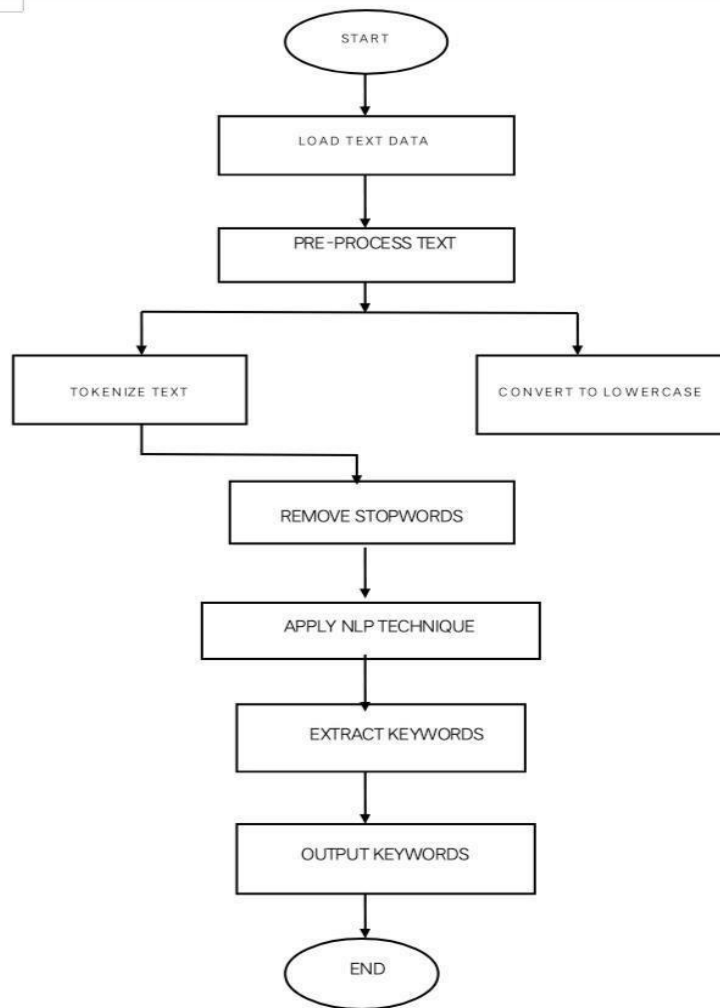 START
LOAD TEXT DATA
PRE-PROCESS TEXT
TOKENIZE TEXT
CONVERT TO LOWERCASE
REMOVE STOPWORDS
APPLY NLP TECHNIQUE
EXTRACT KEYWORDS
OUTPUT KEYWORDS
END